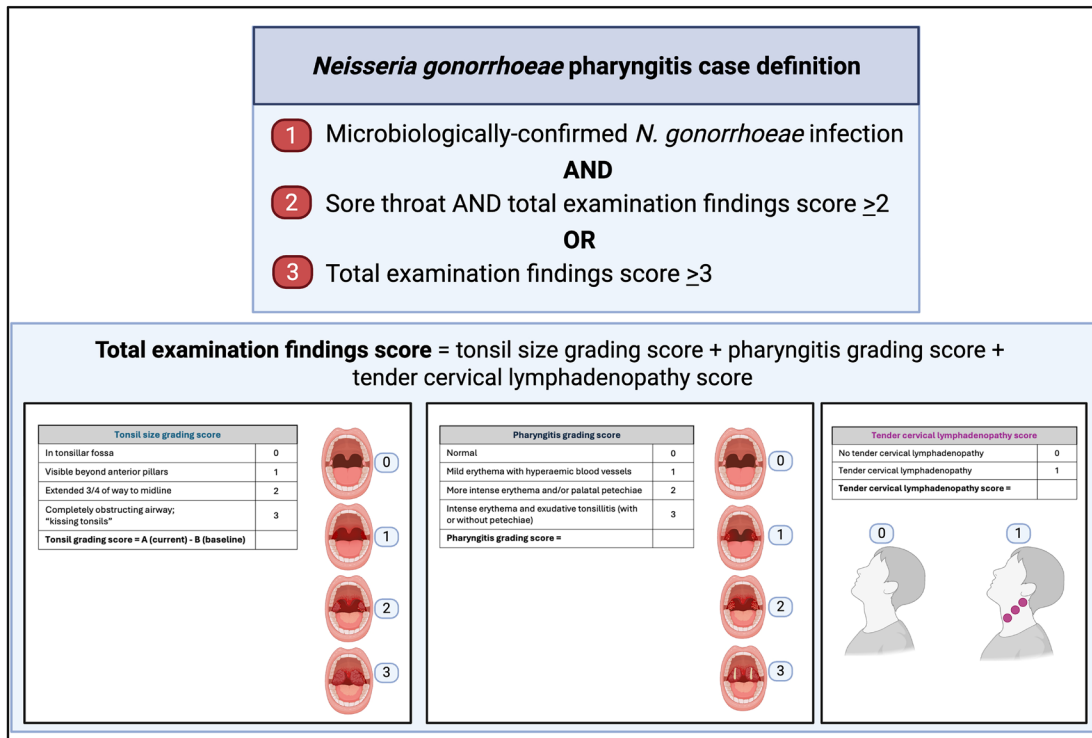 Neisseria gonorrhoeae pharyngitis case definition
1 Microbiologically-confirmed N. gonorrhoeae infection
AND
2 Sore throat AND total examination findings score ≥2
OR
3 Total examination findings score ≥3
Total examination findings score = tonsil size grading score + pharyngitis grading score +
tender cervical lymphadenopathy score
Tonsil size grading score
In tonsillar fossa 0
Visible beyond anterior pillars 1
Extended 3/4 of way to midline 2
Completely obstructing airway;
“kissing tonsils” 3
Tonsil grading score = A (current) - B (baseline)
0
1
2
3
Pharyngitis grading score
Normal 0
Mild erythema with hyperaemic blood vessels 1
More intense erythema and/or palatal petechiae 2
Intense erythema and exudative tonsillitis (with
or without petechiae) 3
Pharyngitis grading score =
0
1
2
3
Tender cervical lymphadenopathy score
No tender cervical lymphadenopathy 0
Tender cervical lymphadenopathy 1
Tender cervical lymphadenopathy score =
0 1